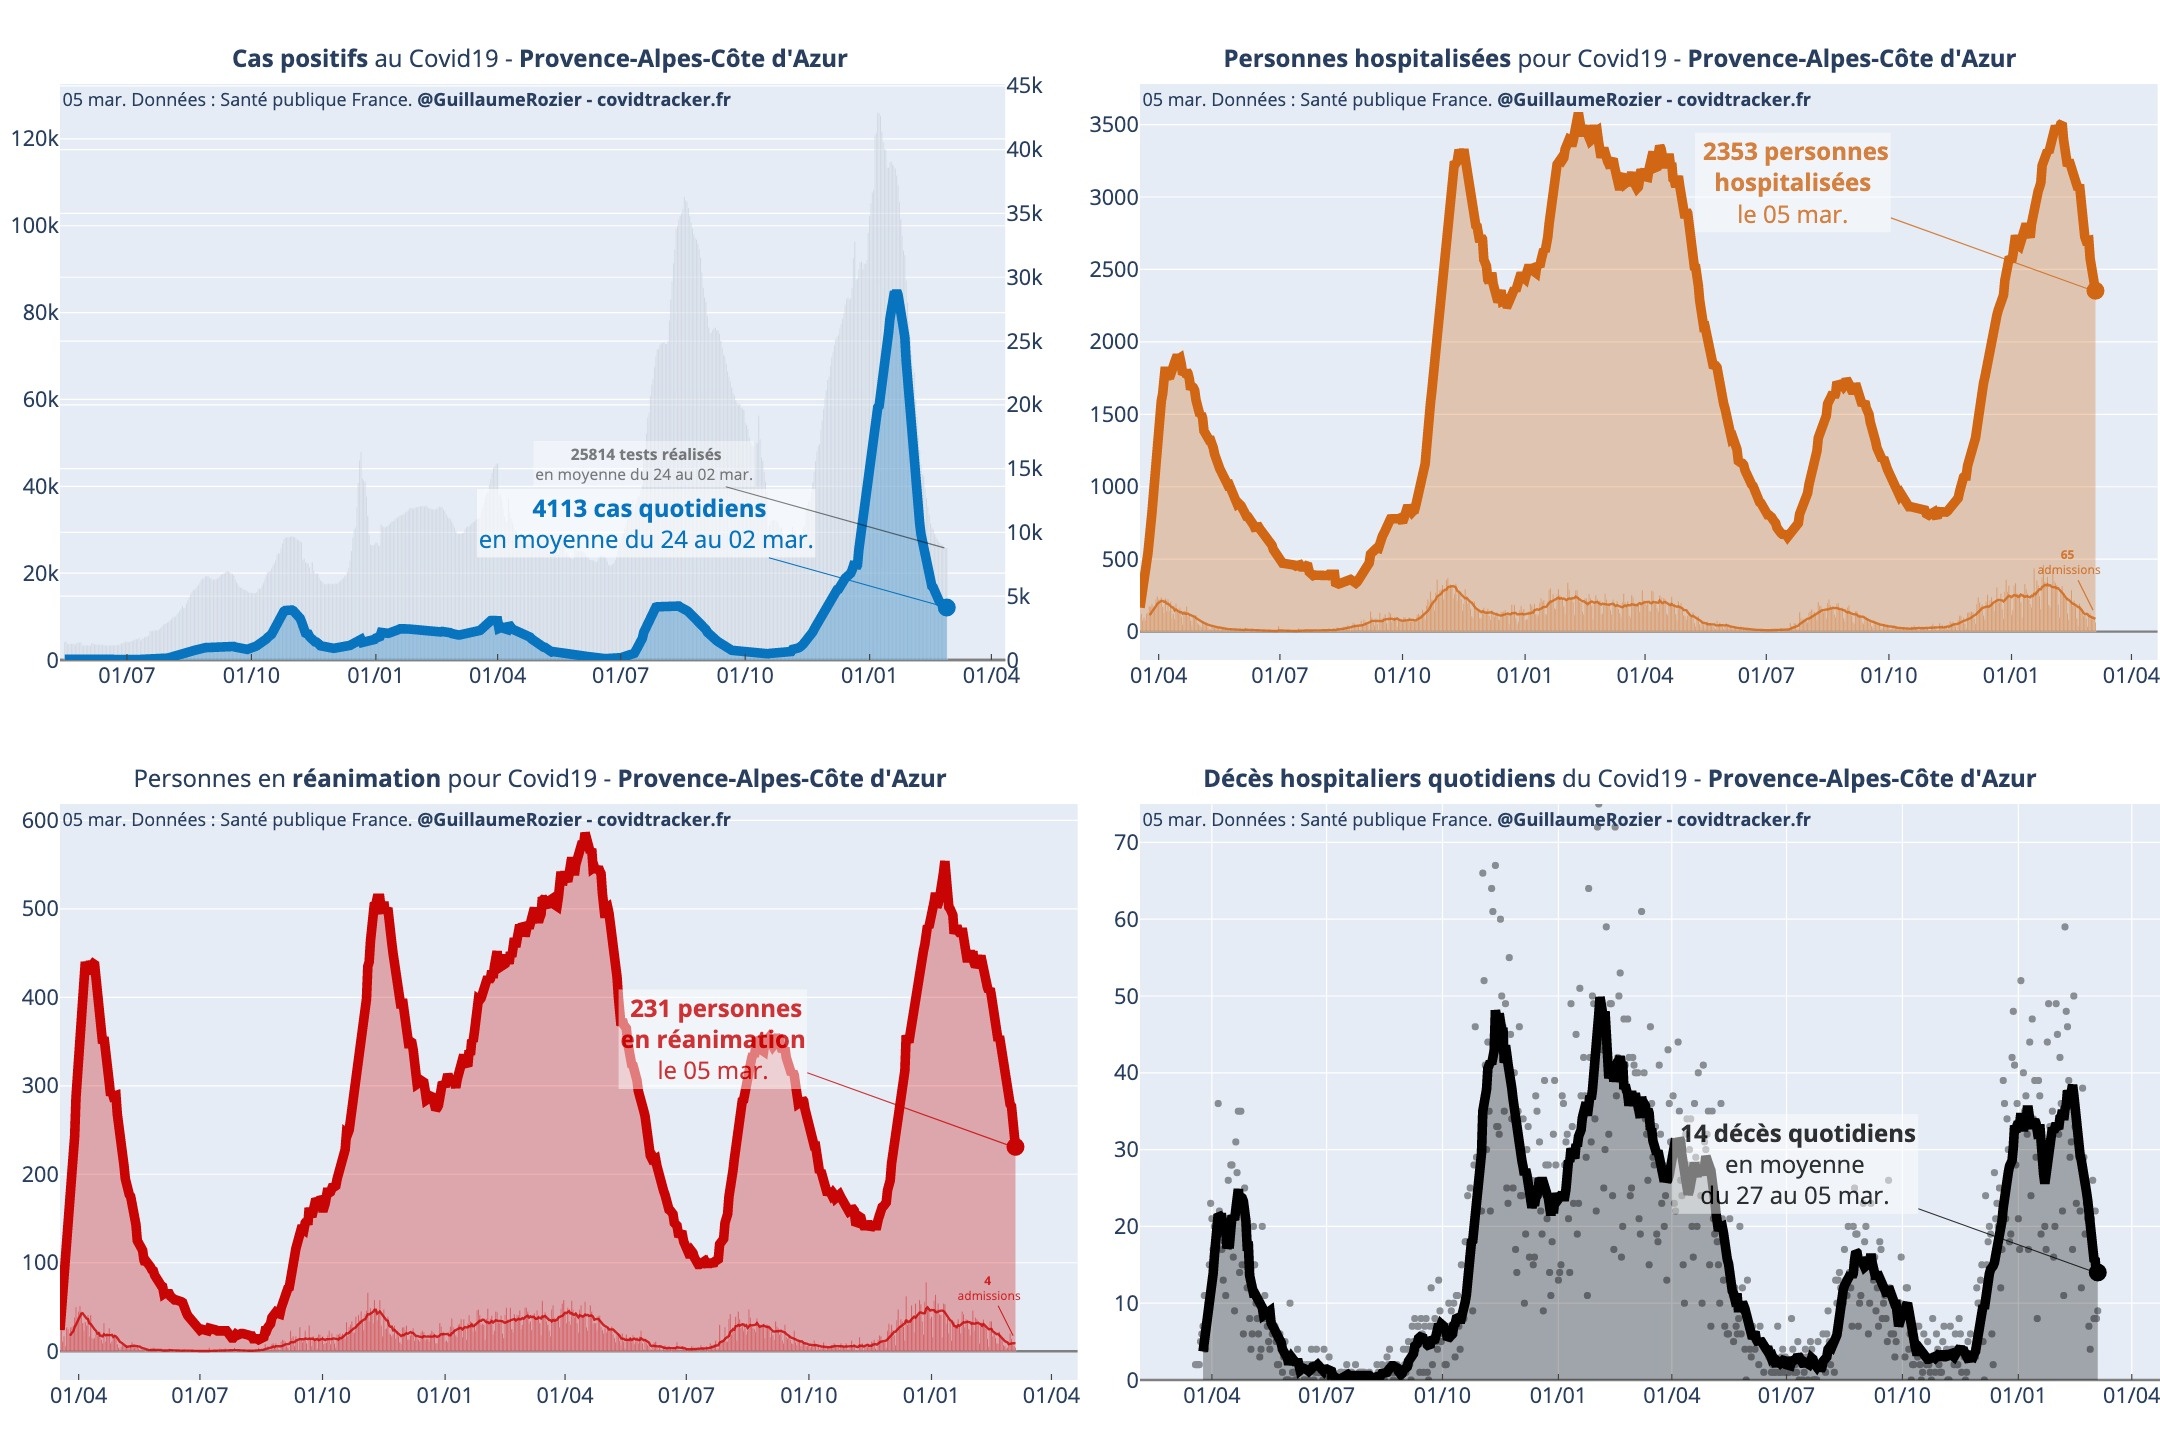 Cas positifs au Covid19 - Provence-Alpes-Côte d'Azur
05 mar. Données : Santé publique France. @GuillaumeRozier - covidtracker.fr
120k
100k
80k
60k
40k
20k
0
45k
40k
35k
30k
25k
20k
15k
10k
5k
0
25814 tests réalisés
en moyenne du 24 au 02 mar.
4113 cas quotidiens
en moyenne du 24 au 02 mar.
01/07 01/10 01/01 01/04 01/07 01/10 01/01 01/04
Personnes hospitalisées pour Covid19 - Provence-Alpes-Côte d'Azur
05 mar. Données : Santé publique France. @GuillaumeRozier - covidtracker.fr
3500
3000
2500
2000
1500
1000
500
0
2353 personnes
hospitalisées
le 05 mar.
65
admissions
01/04 01/07 01/10 01/01 01/04 01/07 01/10 01/01 01/04
Personnes en réanimation pour Covid19 - Provence-Alpes-Côte d'Azur
05 mar. Données : Santé publique France. @GuillaumeRozier - covidtracker.fr
600
500
400
300
200
100
0
231 personnes
en réanimation
le 05 mar.
4
admissions
01/04 01/07 01/10 01/01 01/04 01/07 01/10 01/01 01/04
Décès hospitaliers quotidiens du Covid19 - Provence-Alpes-Côte d'Azur
05 mar. Données : Santé publique France. @GuillaumeRozier - covidtracker.fr
70
60
50
40
30
20
10
0
14 décès quotidiens
en moyenne
du 27 au 05 mar.
01/04 01/07 01/10 01/01 01/04 01/07 01/10 01/01 01/04